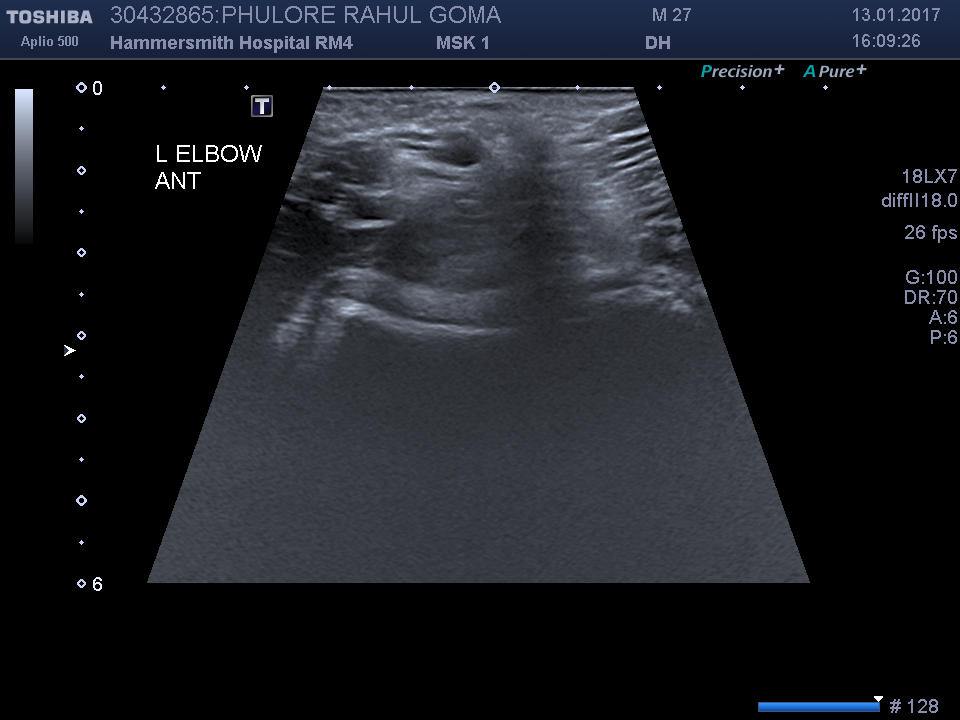 TOSHIBA 30432865:PHULORE RAHUL GOMA M 27 13.01.2017
Aplio 500 Hammersmith Hospital RM4 MSK 1 DH 16:09:26
Precision+ A Pure+
0
T
L ELBOW
ANT
18LX7
diffII18.0
26 fps
G:100
DR:70
A:6
P:6
6
# 128